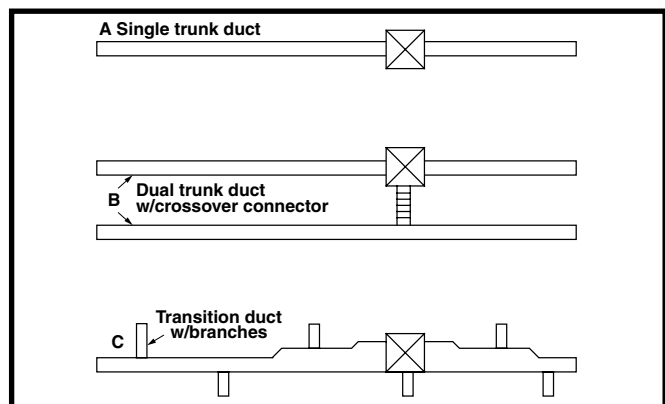 A Single trunk duct
B Dual trunk duct
w/crossover connector
C Transition duct
w/branches